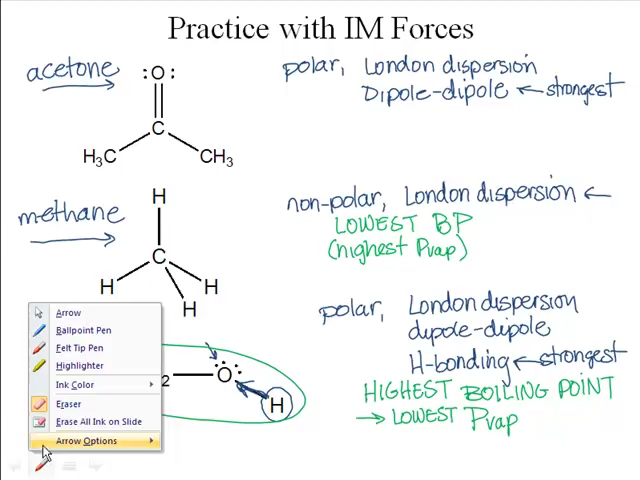 Practice with IM Forces
acetone
:O:
C
H3C
CH3
polar, London dispersion
Dipole-dipole ← strongest
methane
H
C
H
H
H
non-polar, London dispersion ←
LOWEST BP
(highest Pvap)
Arrow
Ballpoint Pen
Felt Tip Pen
Highlighter
Ink Color
Eraser
Erase All Ink on Slide
Arrow Options
2
O
H
polar, London dispersion
dipole-dipole
H-bonding ← strongest
HIGHEST BOILING POINT
→ LOWEST Pvap